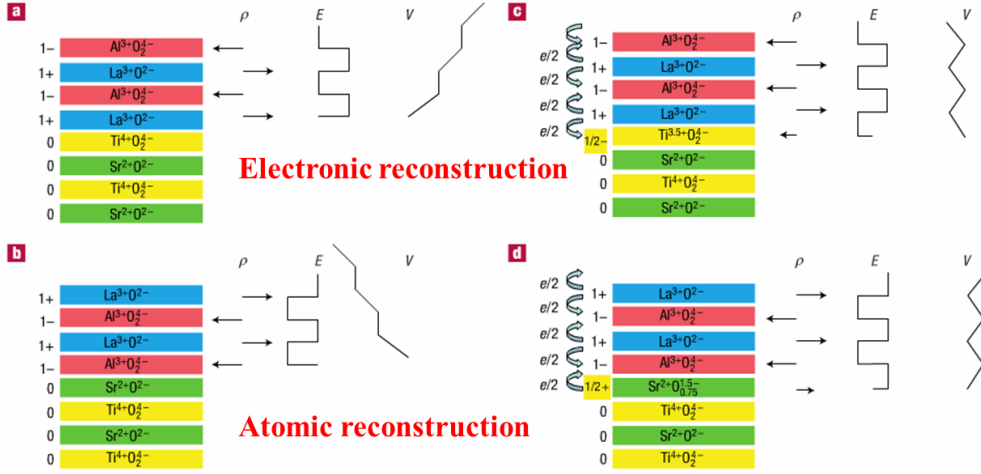 a ρ E V
1− Al³⁺O₂⁴⁻
1+ La³⁺O²⁻
1− Al³⁺O₂⁴⁻
1+ La³⁺O²⁻
0 Ti⁴⁺O₂⁴⁻
0 Sr²⁺O²⁻
0 Ti⁴⁺O₂⁴⁻
0 Sr²⁺O²⁻
c ρ E V
1− Al³⁺O₂⁴⁻
e/2
1+ La³⁺O²⁻
e/2
1− Al³⁺O₂⁴⁻
e/2
1+ La³⁺O²⁻
e/2
1/2− Ti³·⁵⁺O₂⁴⁻
0 Sr²⁺O²⁻
0 Ti⁴⁺O₂⁴⁻
0 Sr²⁺O²⁻
Electronic reconstruction
b ρ E V
1+ La³⁺O²⁻
1− Al³⁺O₂⁴⁻
1+ La³⁺O²⁻
1− Al³⁺O₂⁴⁻
0 Sr²⁺O²⁻
0 Ti⁴⁺O₂⁴⁻
0 Sr²⁺O²⁻
0 Ti⁴⁺O₂⁴⁻
d ρ E V
e/2
1+ La³⁺O²⁻
e/2
1− Al³⁺O₂⁴⁻
e/2
1+ La³⁺O²⁻
e/2
1− Al³⁺O₂⁴⁻
e/2
1/2+ Sr²⁺O₀.₇₅¹·⁵⁻
0 Ti⁴⁺O₂⁴⁻
0 Sr²⁺O²⁻
0 Ti⁴⁺O₂⁴⁻
Atomic reconstruction